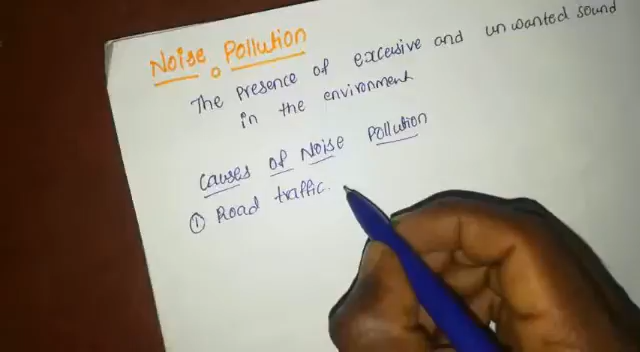 Noise Pollution
The presence of excessive and unwanted sound
in the environment
Causes of Noise Pollution
① Road traffic.